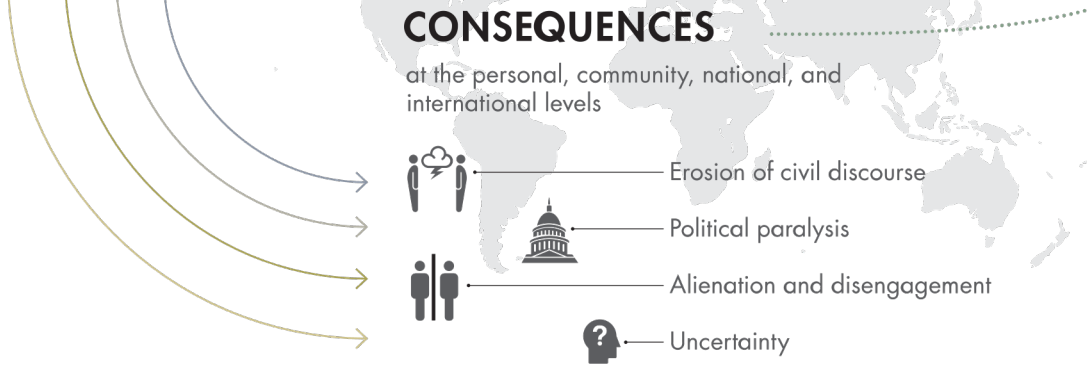 CONSEQUENCES
at the personal, community, national, and
international levels
Erosion of civil discourse
Political paralysis
Alienation and disengagement
?
Uncertainty